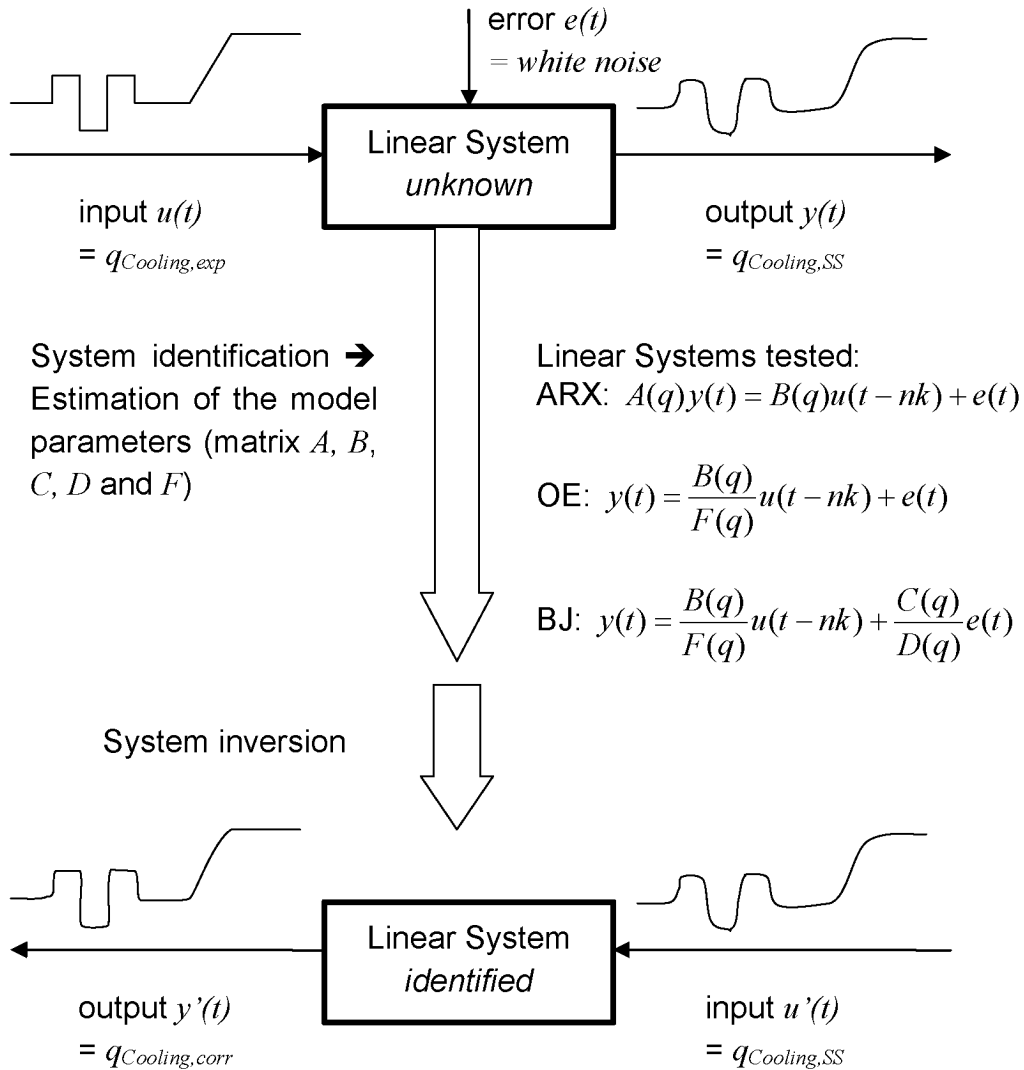 error e(t)
= white noise
Linear System
unknown
input u(t)
= qCooling,exp
output y(t)
= qCooling,SS
System identification ➔
Estimation of the model
parameters (matrix A, B,
C, D and F)
Linear Systems tested:
ARX: A(q)y(t) = B(q)u(t − nk) + e(t)
OE: y(t) = B(q)/F(q) u(t − nk) + e(t)
BJ: y(t) = B(q)/F(q) u(t − nk) + C(q)/D(q) e(t)
System inversion
Linear System
identified
output y’(t)
= qCooling,corr
input u’(t)
= qCooling,SS